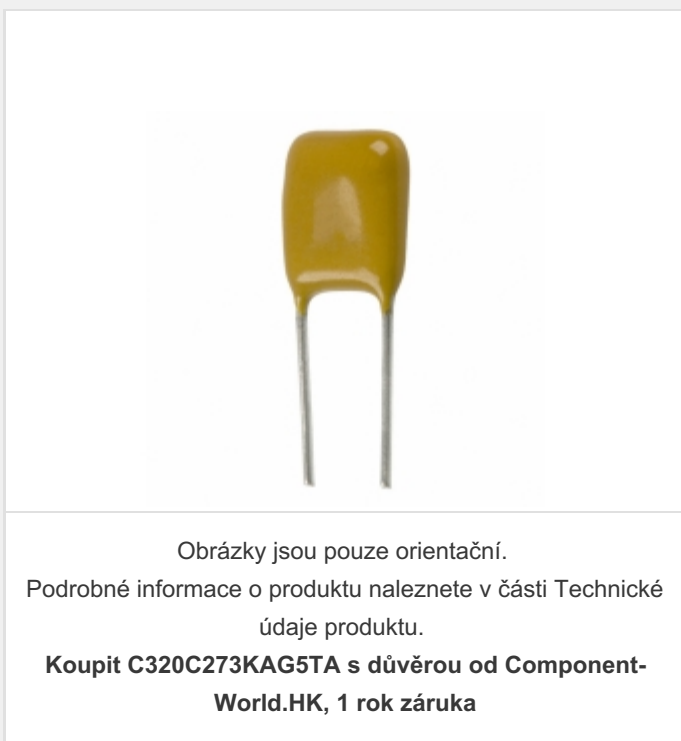 Obrázky jsou pouze orientační.
Podrobné informace o produktu naleznete v části Technické
údaje produktu.
Koupit C320C273KAG5TA s důvěrou od Component-
World.HK, 1 rok záruka